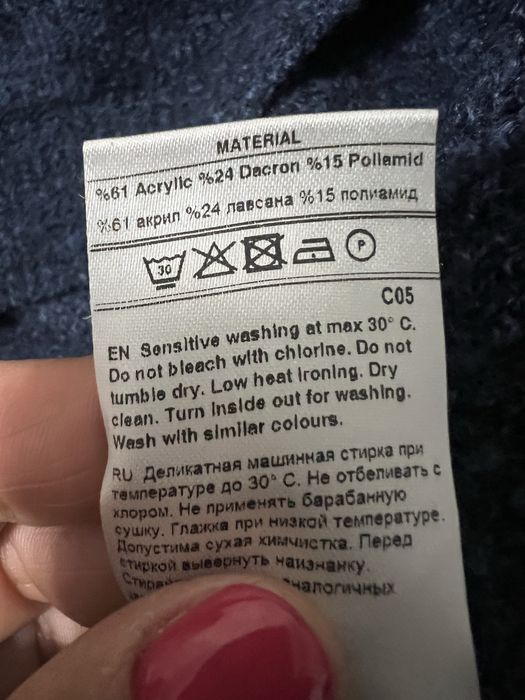 MATERIAL
%61 Acrylic %24 Dacron %15 Poliamid
%61 акрил %24 лавсана %15 полиамид
30 P
C05
EN Sensitive washing at max 30° C.
Do not bleach with chlorine. Do not
tumble dry. Low heat ironing. Dry
clean. Turn inside out for washing.
Wash with similar colours.
RU Деликатная машинная стирка при
температуре до 30° C. Не отбеливать с
хлором. Не применять барабанную
сушку. Глажка при низкой температуре.
Допустима сухая химчистка. Перед
стиркой вывернуть наизнанку.
аналогичных